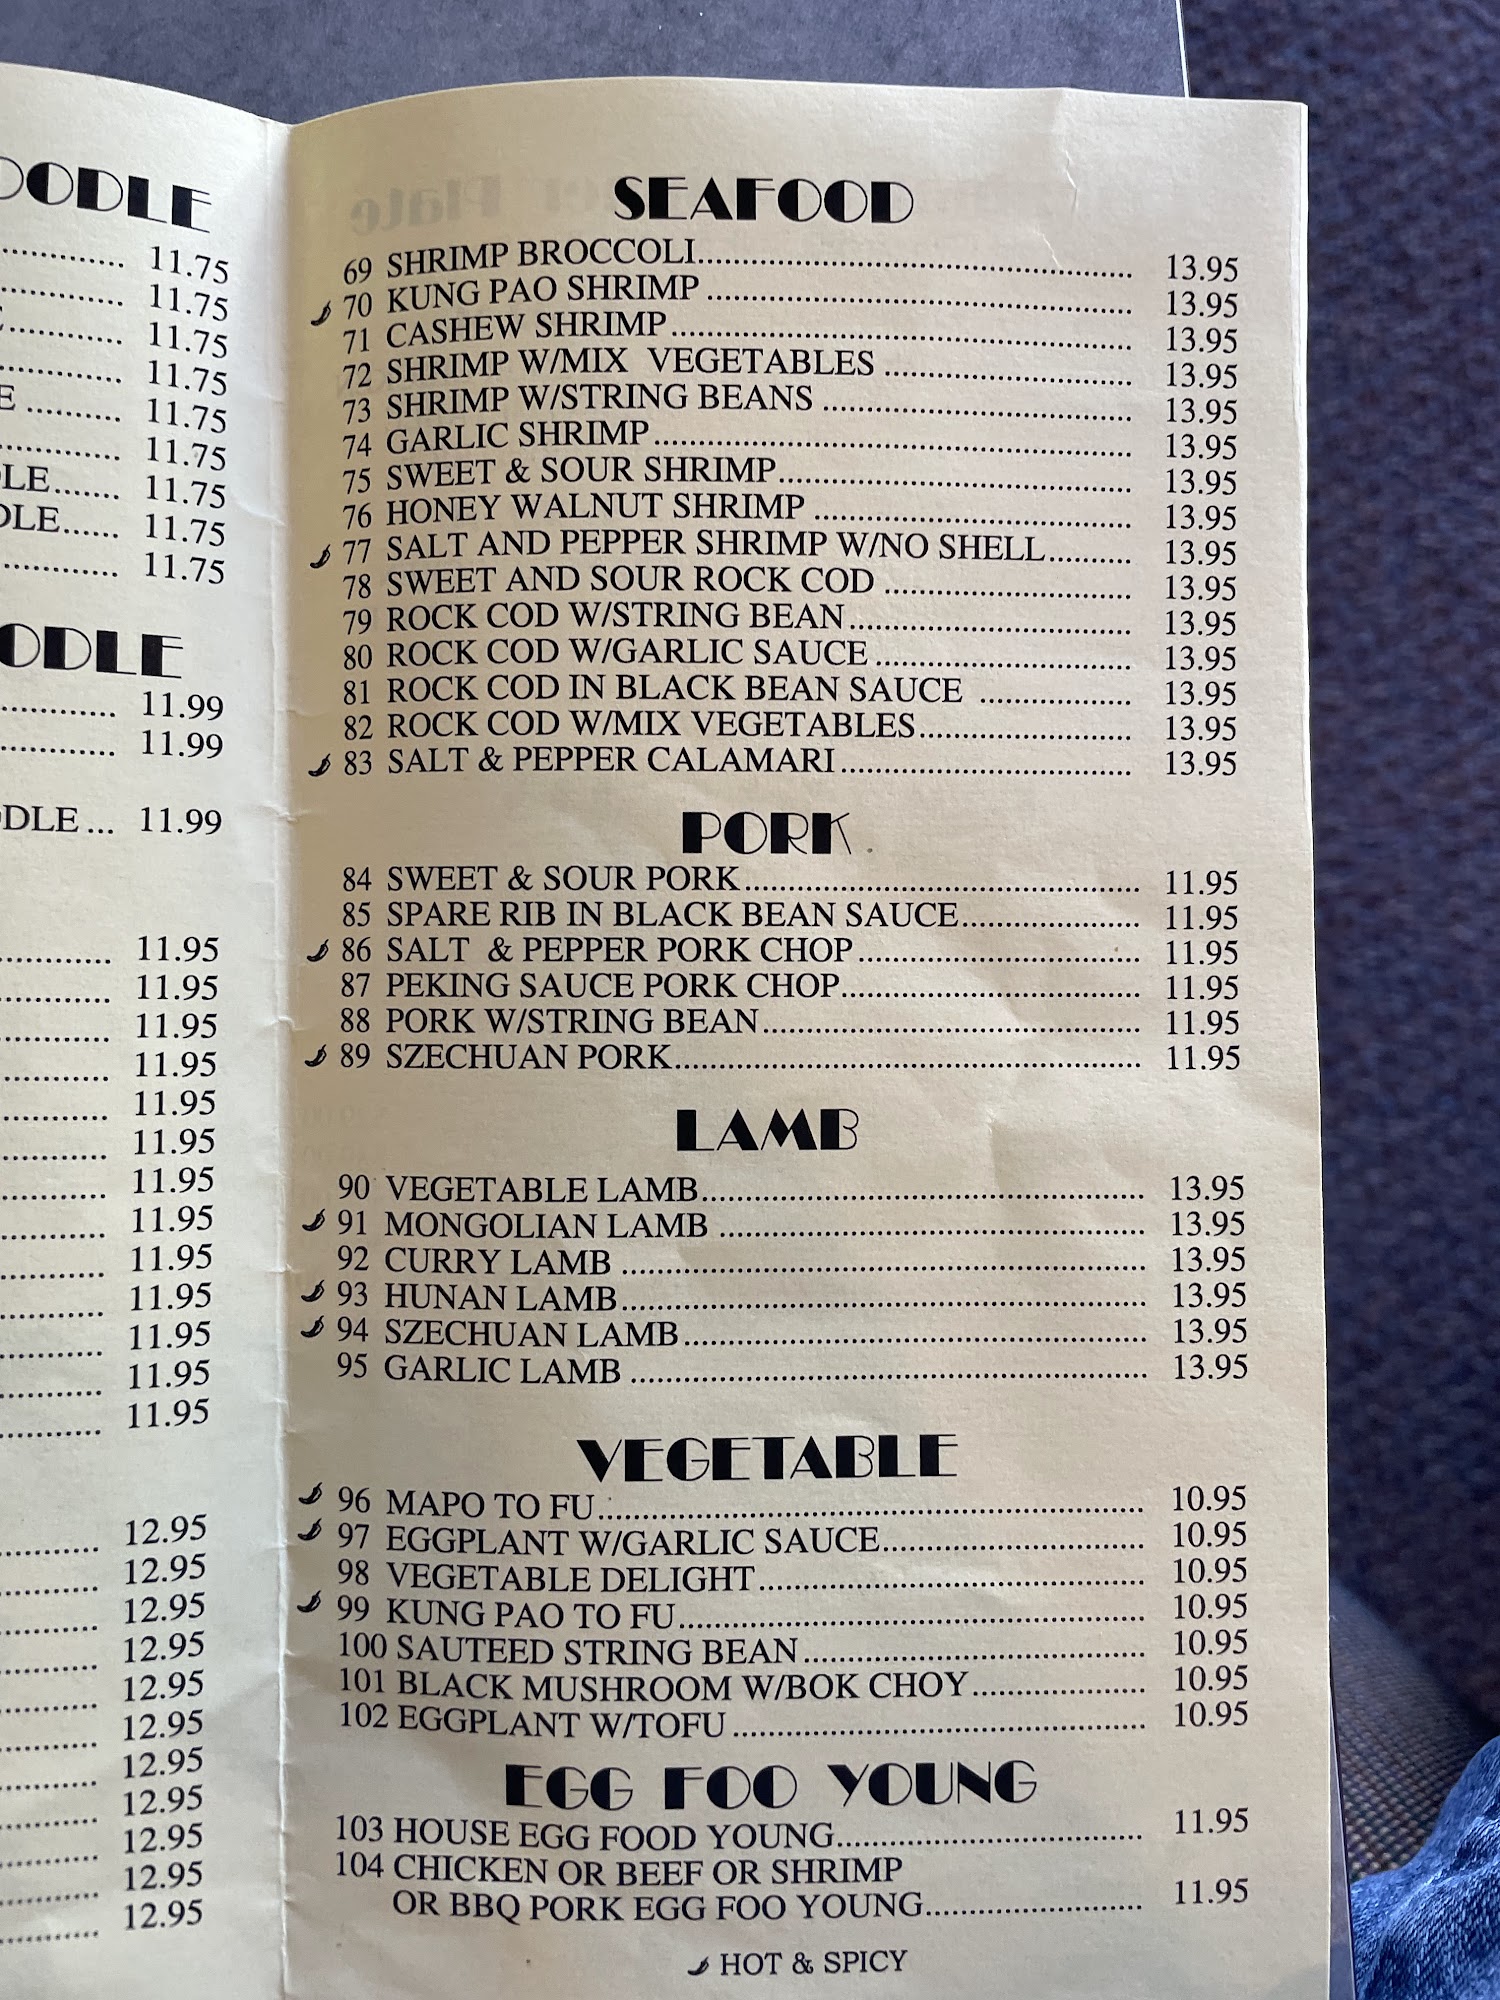 OODLE
11.75
11.75
11.75
11.75
E 11.75
11.75
LE....... 11.75
DLE...... 11.75
11.75
OODLE
11.99
11.99
ODLE ... 11.99
11.95
11.95
11.95
11.95
11.95
11.95
11.95
11.95
11.95
11.95
11.95
11.95
11.95
12.95
12.95
12.95
12.95
12.95
12.95
12.95
12.95
12.95
12.95
12.95
SEAFOOD
69 SHRIMP BROCCOLI 13.95
70 KUNG PAO SHRIMP 13.95
71 CASHEW SHRIMP 13.95
72 SHRIMP W/MIX VEGETABLES 13.95
73 SHRIMP W/STRING BEANS 13.95
74 GARLIC SHRIMP 13.95
75 SWEET & SOUR SHRIMP 13.95
76 HONEY WALNUT SHRIMP 13.95
77 SALT AND PEPPER SHRIMP W/NO SHELL 13.95
78 SWEET AND SOUR ROCK COD 13.95
79 ROCK COD W/STRING BEAN 13.95
80 ROCK COD W/GARLIC SAUCE 13.95
81 ROCK COD IN BLACK BEAN SAUCE 13.95
82 ROCK COD W/MIX VEGETABLES 13.95
83 SALT & PEPPER CALAMARI 13.95
PORK
84 SWEET & SOUR PORK 11.95
85 SPARE RIB IN BLACK BEAN SAUCE 11.95
86 SALT & PEPPER PORK CHOP 11.95
87 PEKING SAUCE PORK CHOP 11.95
88 PORK W/STRING BEAN 11.95
89 SZECHUAN PORK 11.95
LAMB
90 VEGETABLE LAMB 13.95
91 MONGOLIAN LAMB 13.95
92 CURRY LAMB 13.95
93 HUNAN LAMB 13.95
94 SZECHUAN LAMB 13.95
95 GARLIC LAMB 13.95
VEGETABLE
96 MAPO TO FU 10.95
97 EGGPLANT W/GARLIC SAUCE 10.95
98 VEGETABLE DELIGHT 10.95
99 KUNG PAO TO FU 10.95
100 SAUTEED STRING BEAN 10.95
101 BLACK MUSHROOM W/BOK CHOY 10.95
102 EGGPLANT W/TOFU 10.95
EGG FOO YOUNG
103 HOUSE EGG FOOD YOUNG 11.95
104 CHICKEN OR BEEF OR SHRIMP
OR BBQ PORK EGG FOO YOUNG 11.95
HOT & SPICY